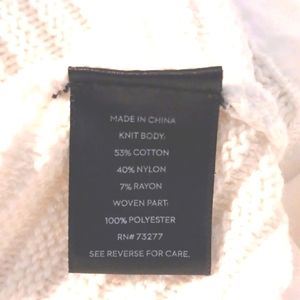 MADE IN CHINA
KNIT BODY:
53% COTTON
40% NYLON
7% RAYON
WOVEN PART:
100% POLYESTER
RN# 73277
SEE REVERSE FOR CARE.